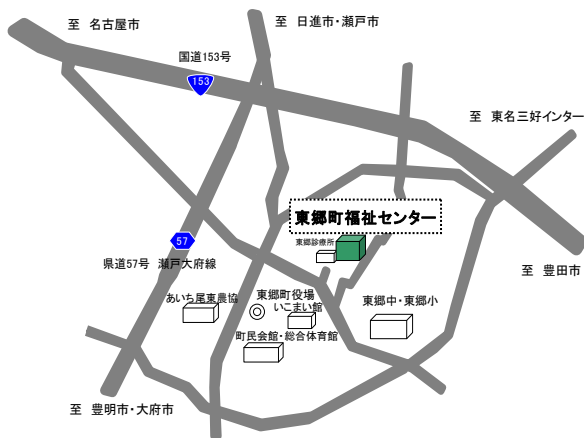 至 名古屋市
至 日進市・瀬戸市
国道153号
153
至 東名三好インター
東郷町福祉センター
東郷診療所
57
県道57号 瀬戸大府線
至 豊田市
あいち尾東農協
東郷町役場
いこまい館
東郷中・東郷小
町民会館・総合体育館
至 豊明市・大府市